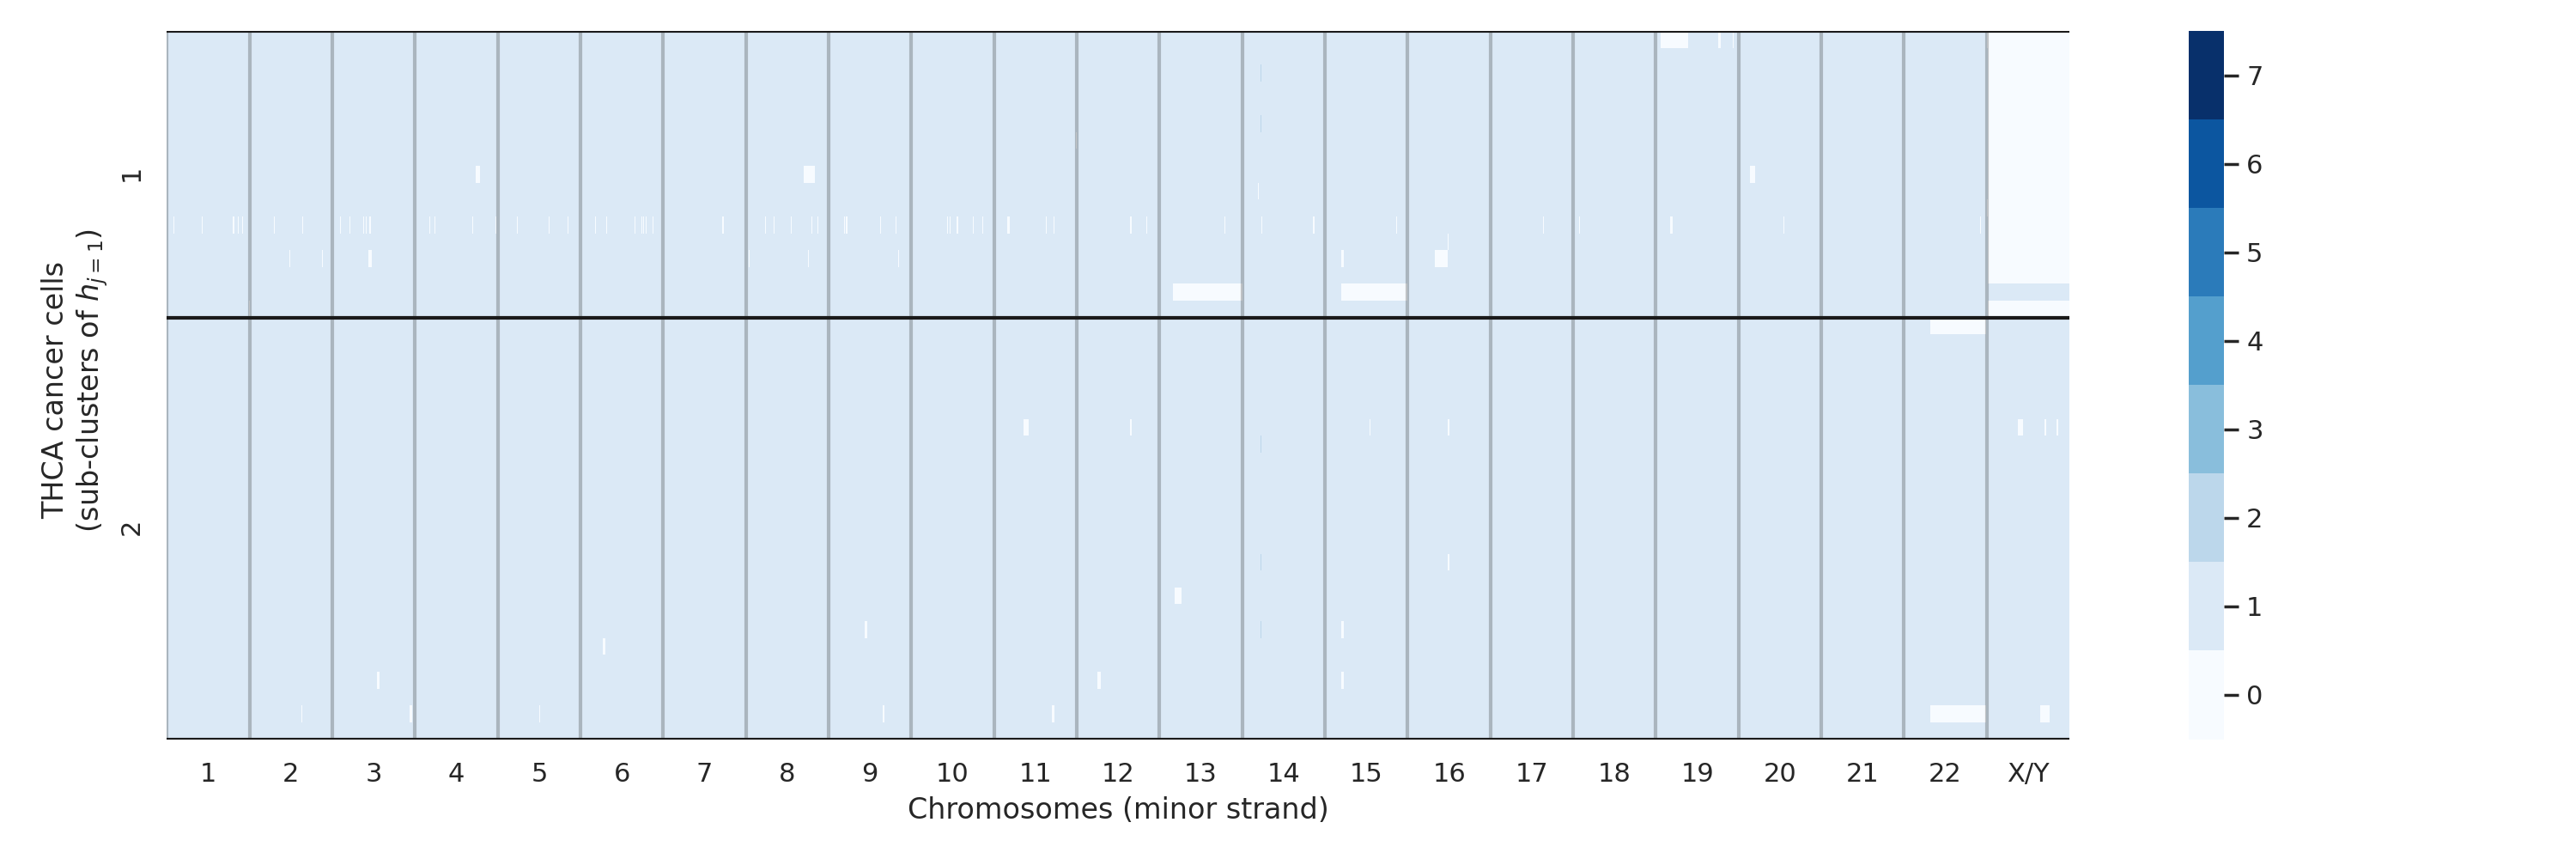 THCA cancer cells
(sub-clusters of h_{j=1})
1
2
1 2 3 4 5 6 7 8 9 10 11 12 13 14 15 16 17 18 19 20 21 22 X/Y
Chromosomes (minor strand)
7
6
5
4
3
2
1
0